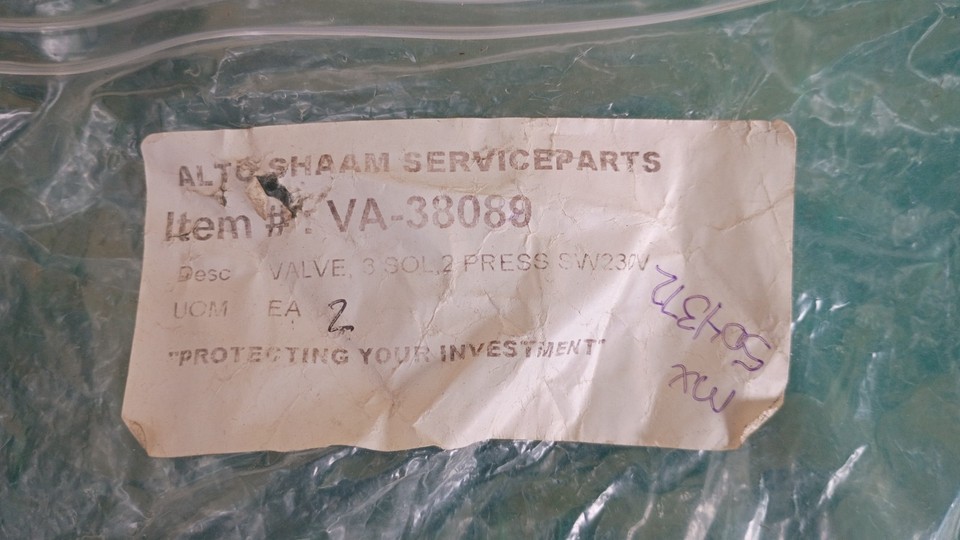 ALTO SHAAM SERVICEPARTS
Item # : VA-38089
Desc VALVE, 3 SOL,2 PRESS SW230V
UOM EA 2
"PROTECTING YOUR INVESTMENT"
mx